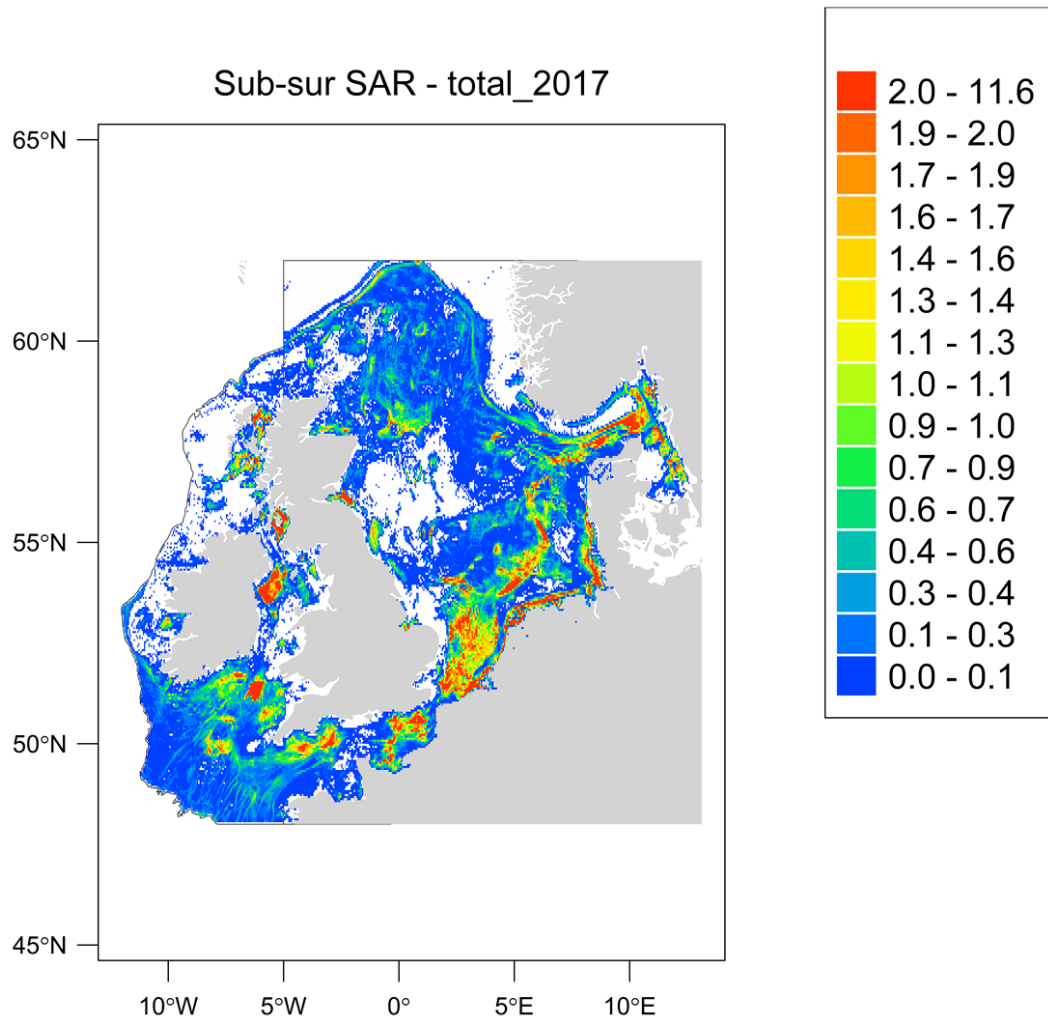 Sub-sur SAR - total_2017
65°N
60°N
55°N
50°N
45°N
10°W
5°W
0°
5°E
10°E
2.0 - 11.6
1.9 - 2.0
1.7 - 1.9
1.6 - 1.7
1.4 - 1.6
1.3 - 1.4
1.1 - 1.3
1.0 - 1.1
0.9 - 1.0
0.7 - 0.9
0.6 - 0.7
0.4 - 0.6
0.3 - 0.4
0.1 - 0.3
0.0 - 0.1